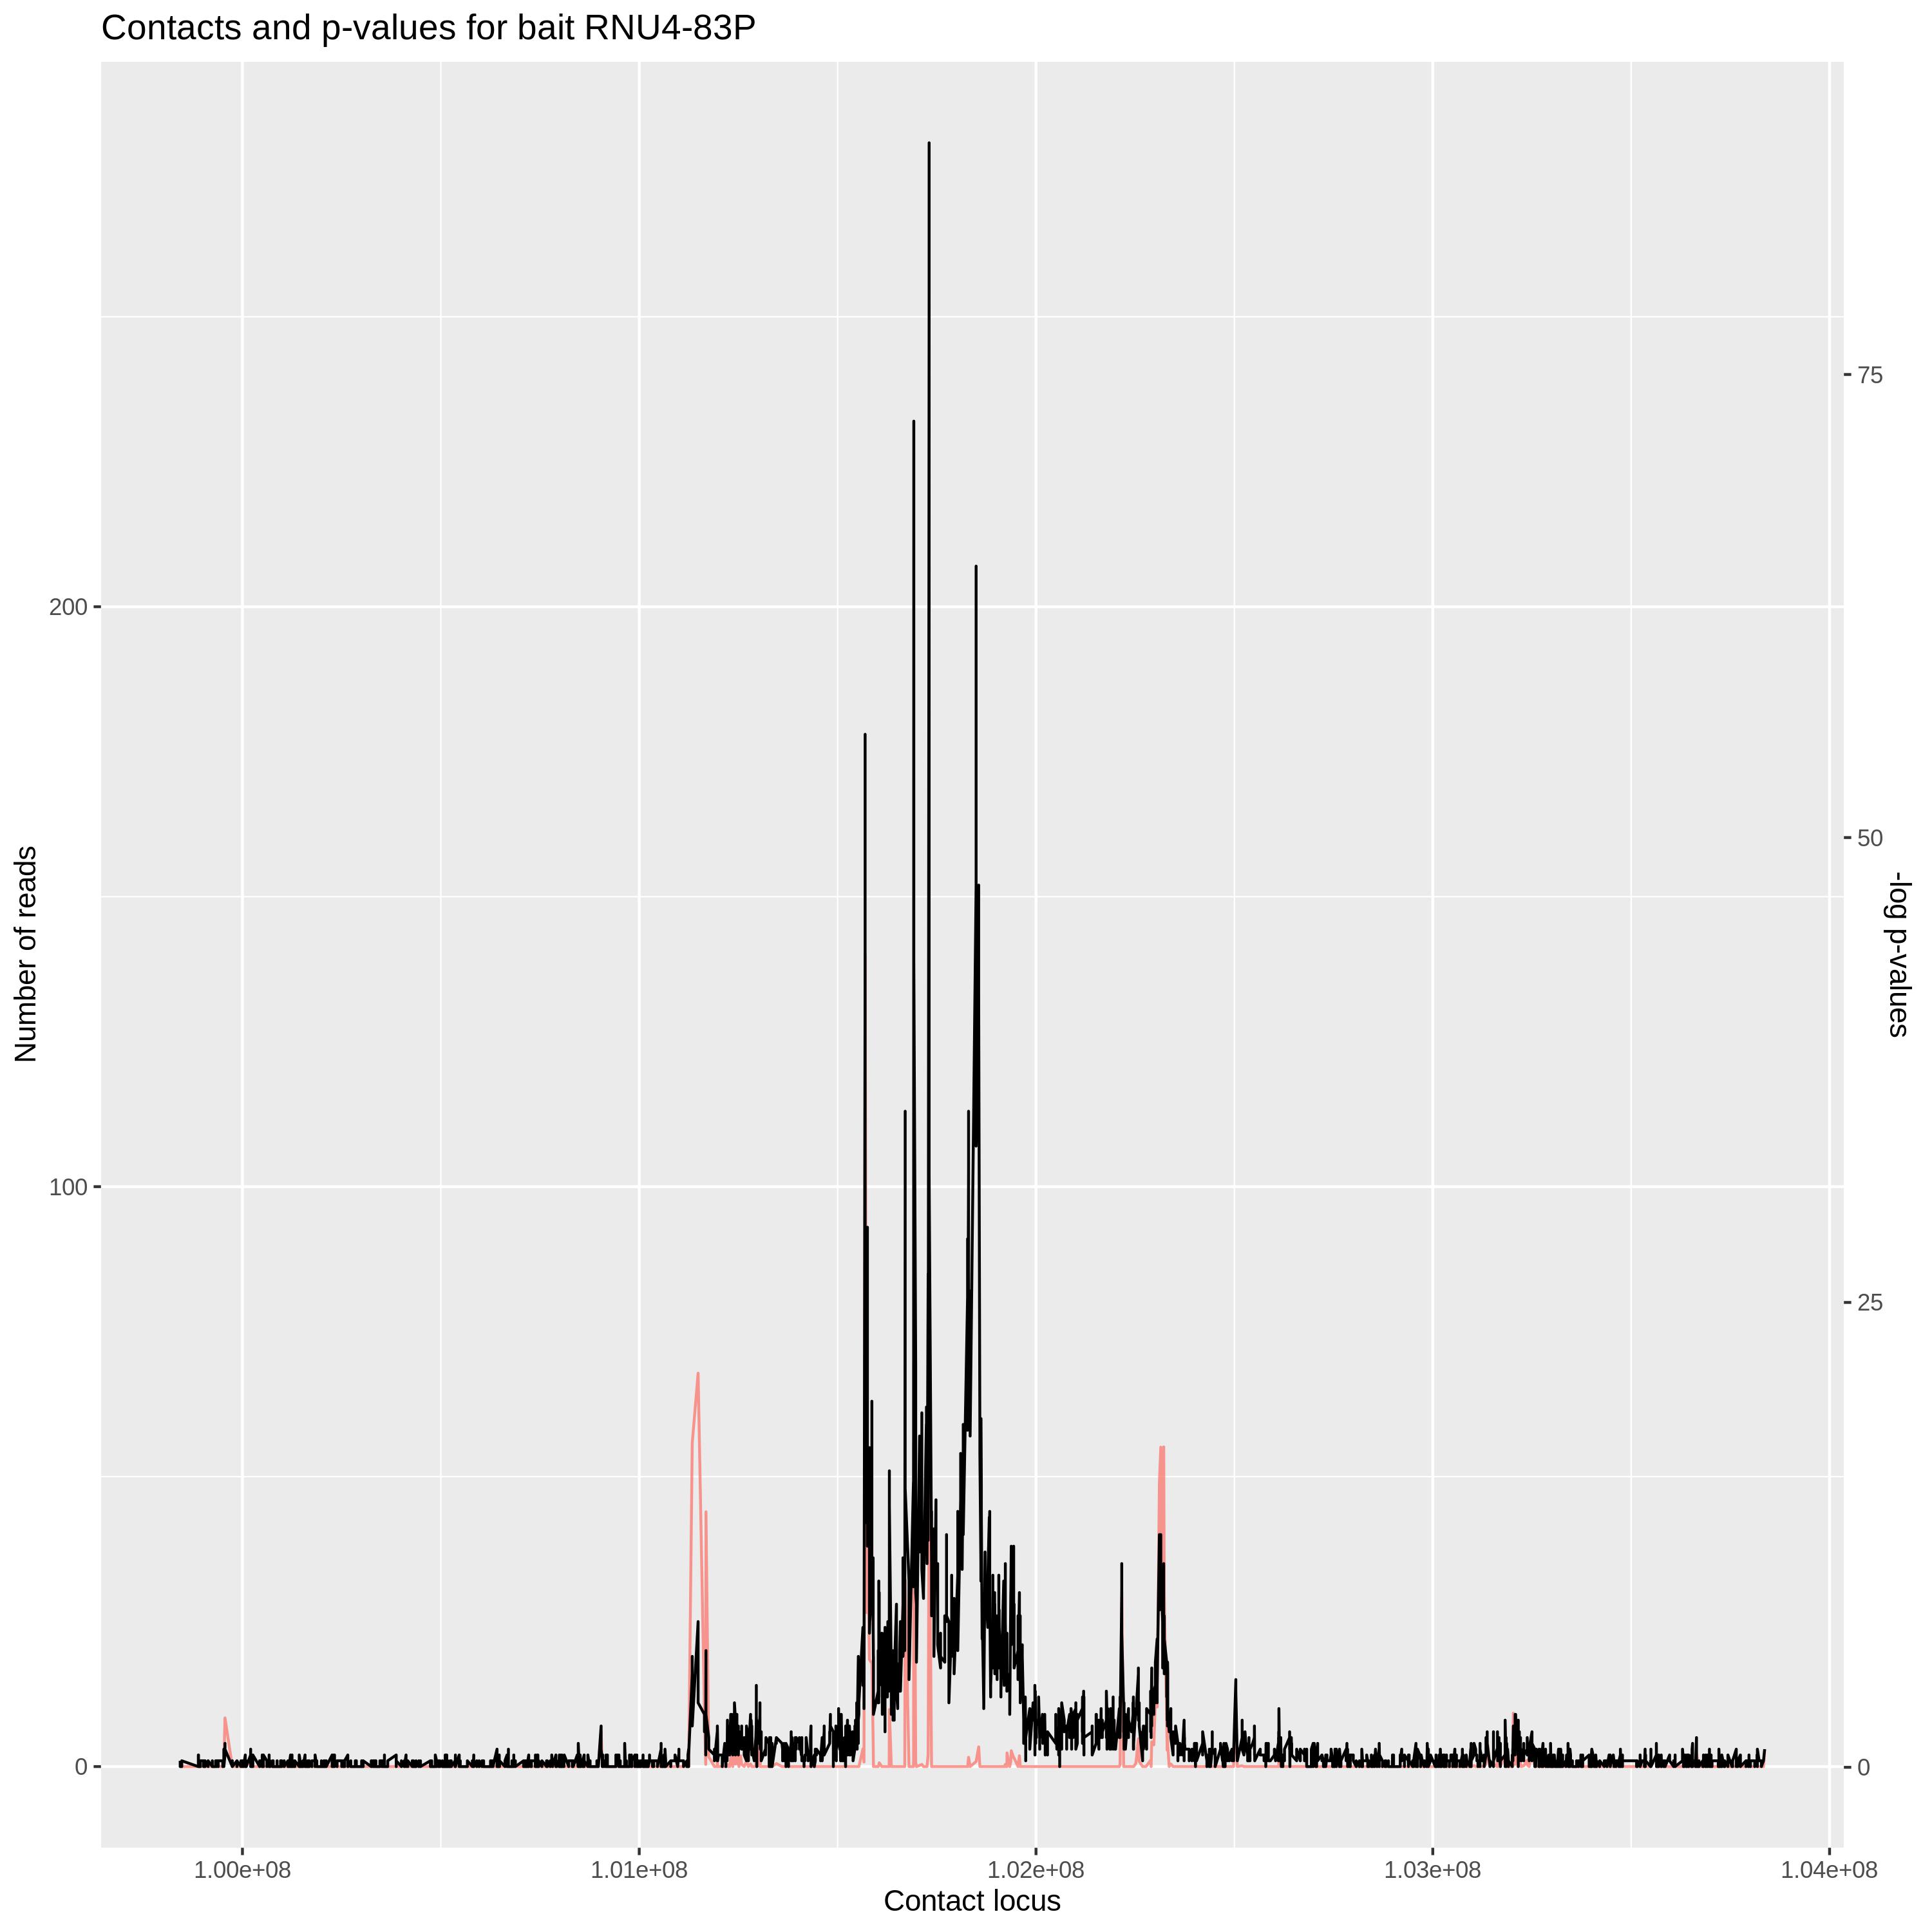 Contacts and p-values for bait RNU4-83P
Number of reads
200
100
0
75
50
25
0
-log p-values
1.00e+08
1.01e+08
1.02e+08
1.03e+08
1.04e+08
Contact locus